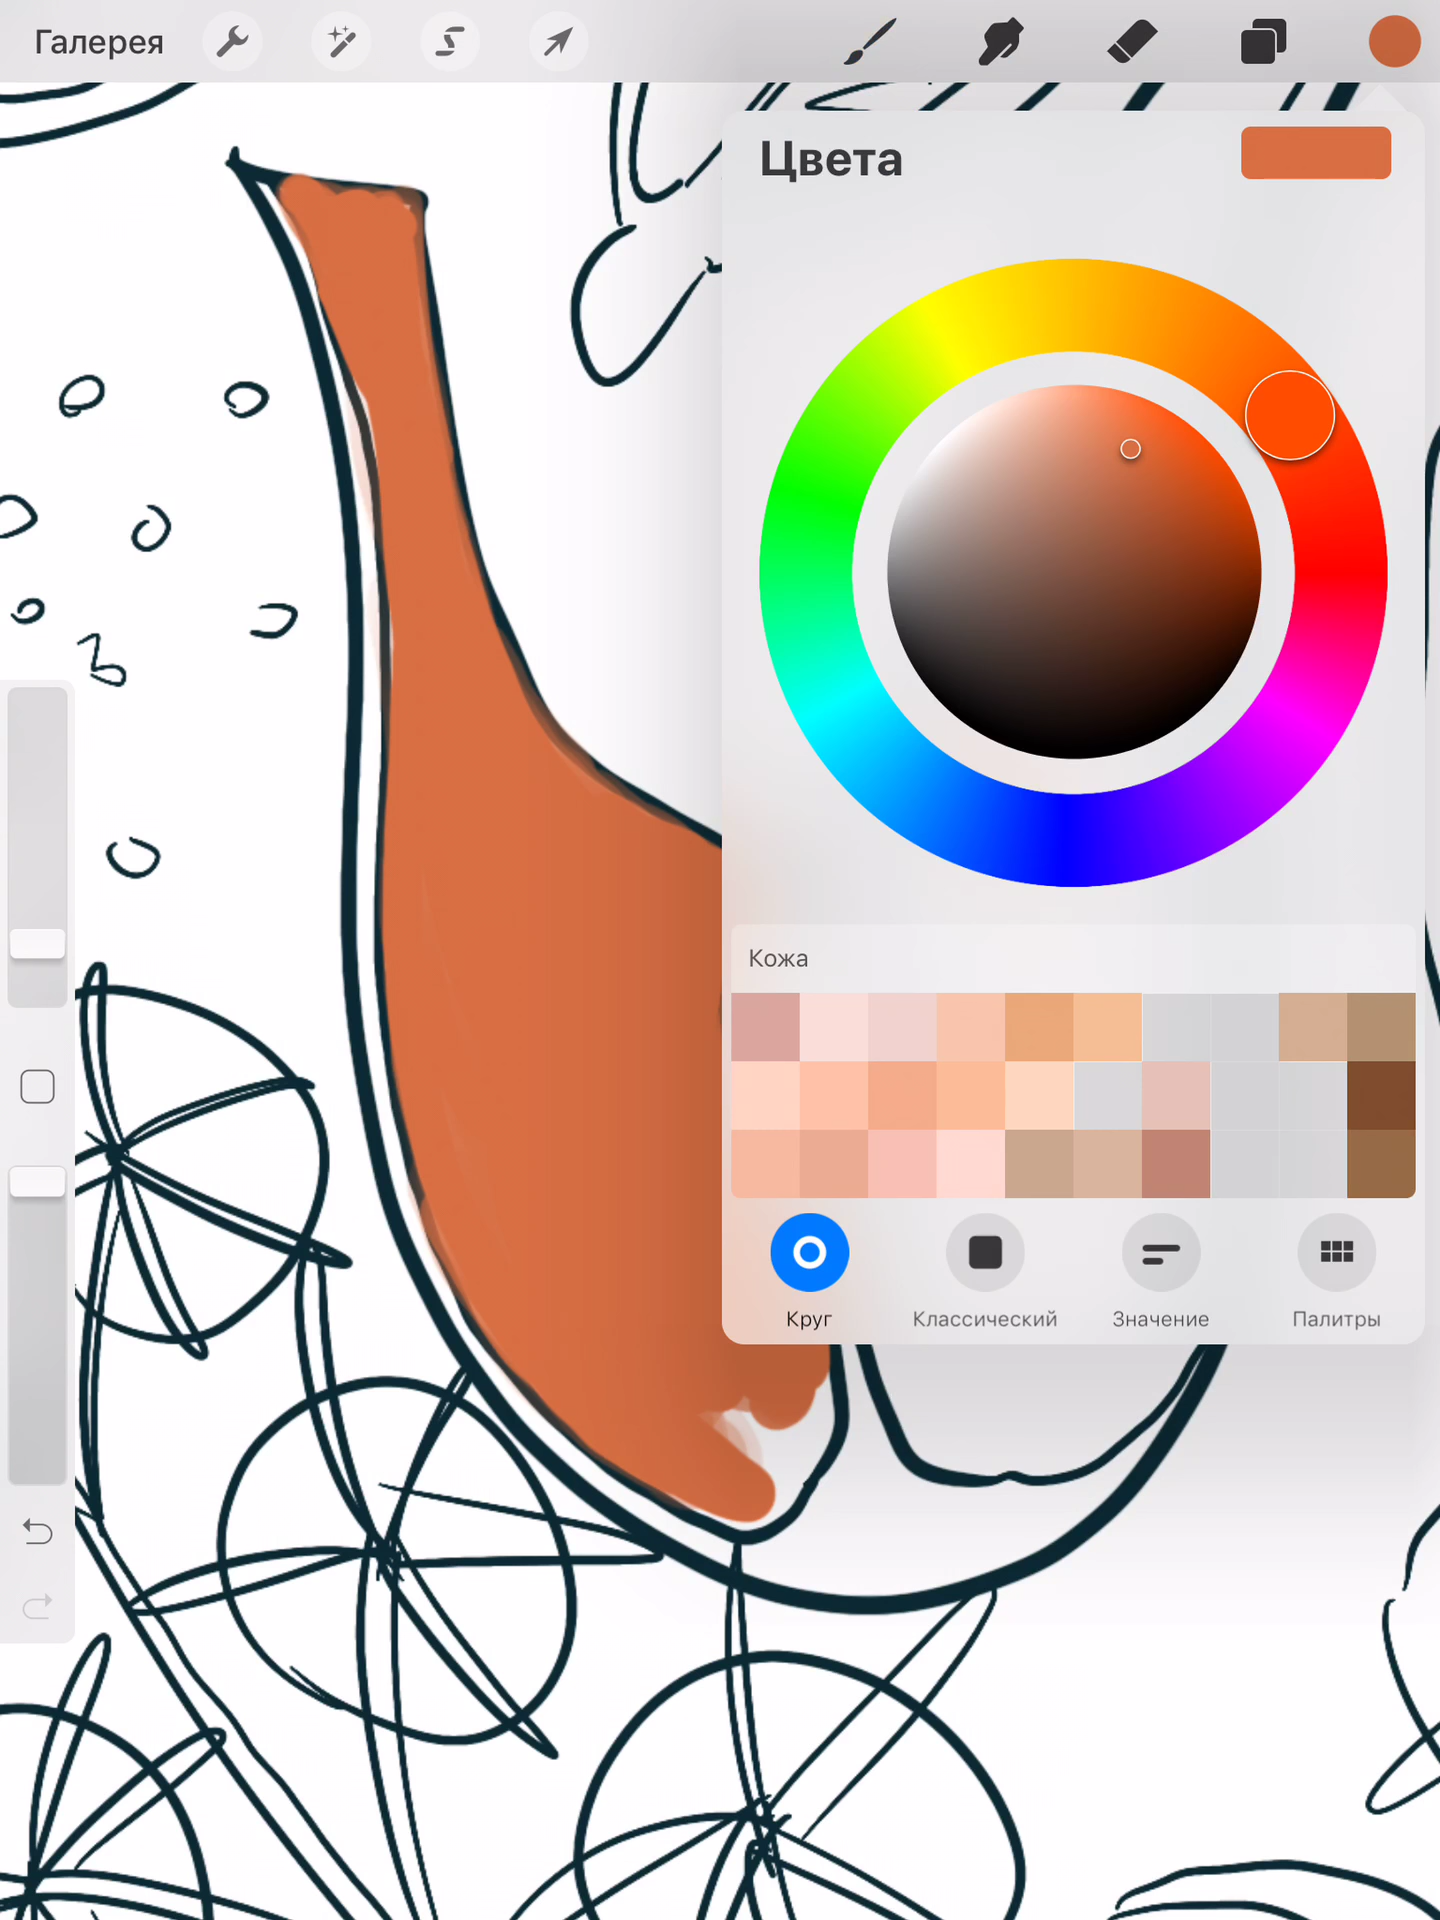 Галерея
Цвета
Кожа
Круг
Классический
Значение
Палитры